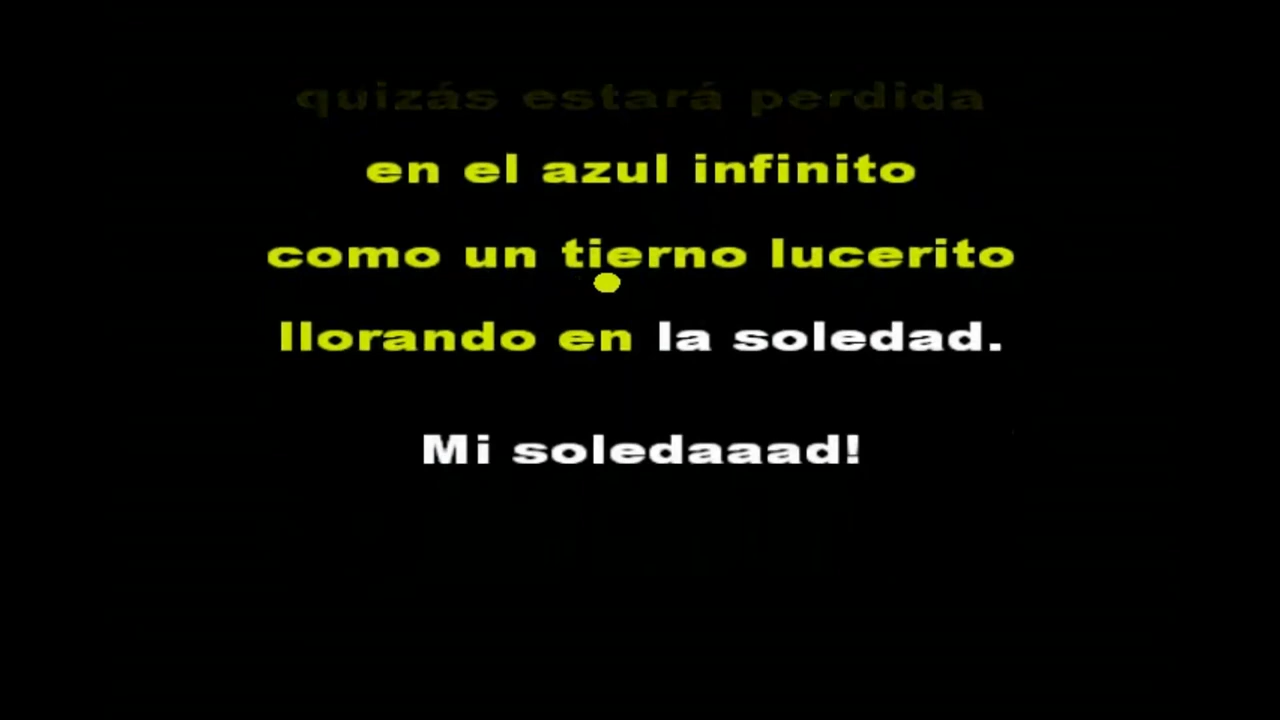 quizás estará perdida
en el azul infinito
como un tierno lucerito
llorando en la soledad.
Mi soledaaad!